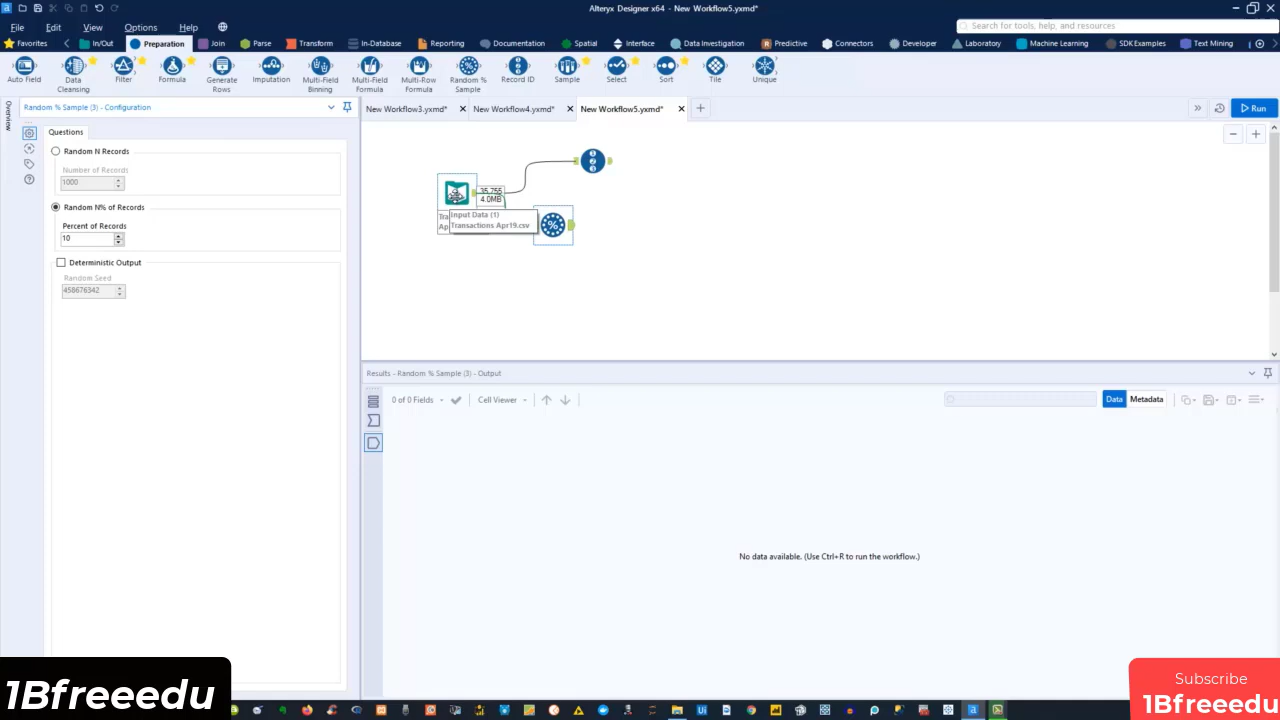 Alteryx Designer x64 - New Workflow5.yxmd*
File Edit View Options Help
Search for tools, help, and resources
Favorites In/Out Preparation Join Parse Transform In-Database Reporting Documentation Spatial Interface Data Investigation Predictive Connectors Developer Laboratory Machine Learning SDKExamples Text Mining
Auto Field
Data Cleansing
Filter
Formula
Generate Rows
Imputation
Multi-Field Binning
Multi-Field Formula
Multi-Row Formula
Random % Sample
Record ID
Sample
Select
Sort
Tile
Unique
Overview
Random % Sample (3) - Configuration
New Workflow3.yxmd* New Workflow4.yxmd* New Workflow5.yxmd*
Run
Questions
Random N Records
Number of Records
1000
Random N% of Records
Percent of Records
10
Deterministic Output
Random Seed
458676342
1
2
3
35,755
4.0MB
Input Data (1)
Transactions Apr19.csv
Tra
Ap
%
Results - Random % Sample (3) - Output
0 of 0 Fields Cell Viewer Data Metadata
No data available. (Use Ctrl+R to run the workflow.)
1Bfreeedu
Subscribe
1Bfreeedu